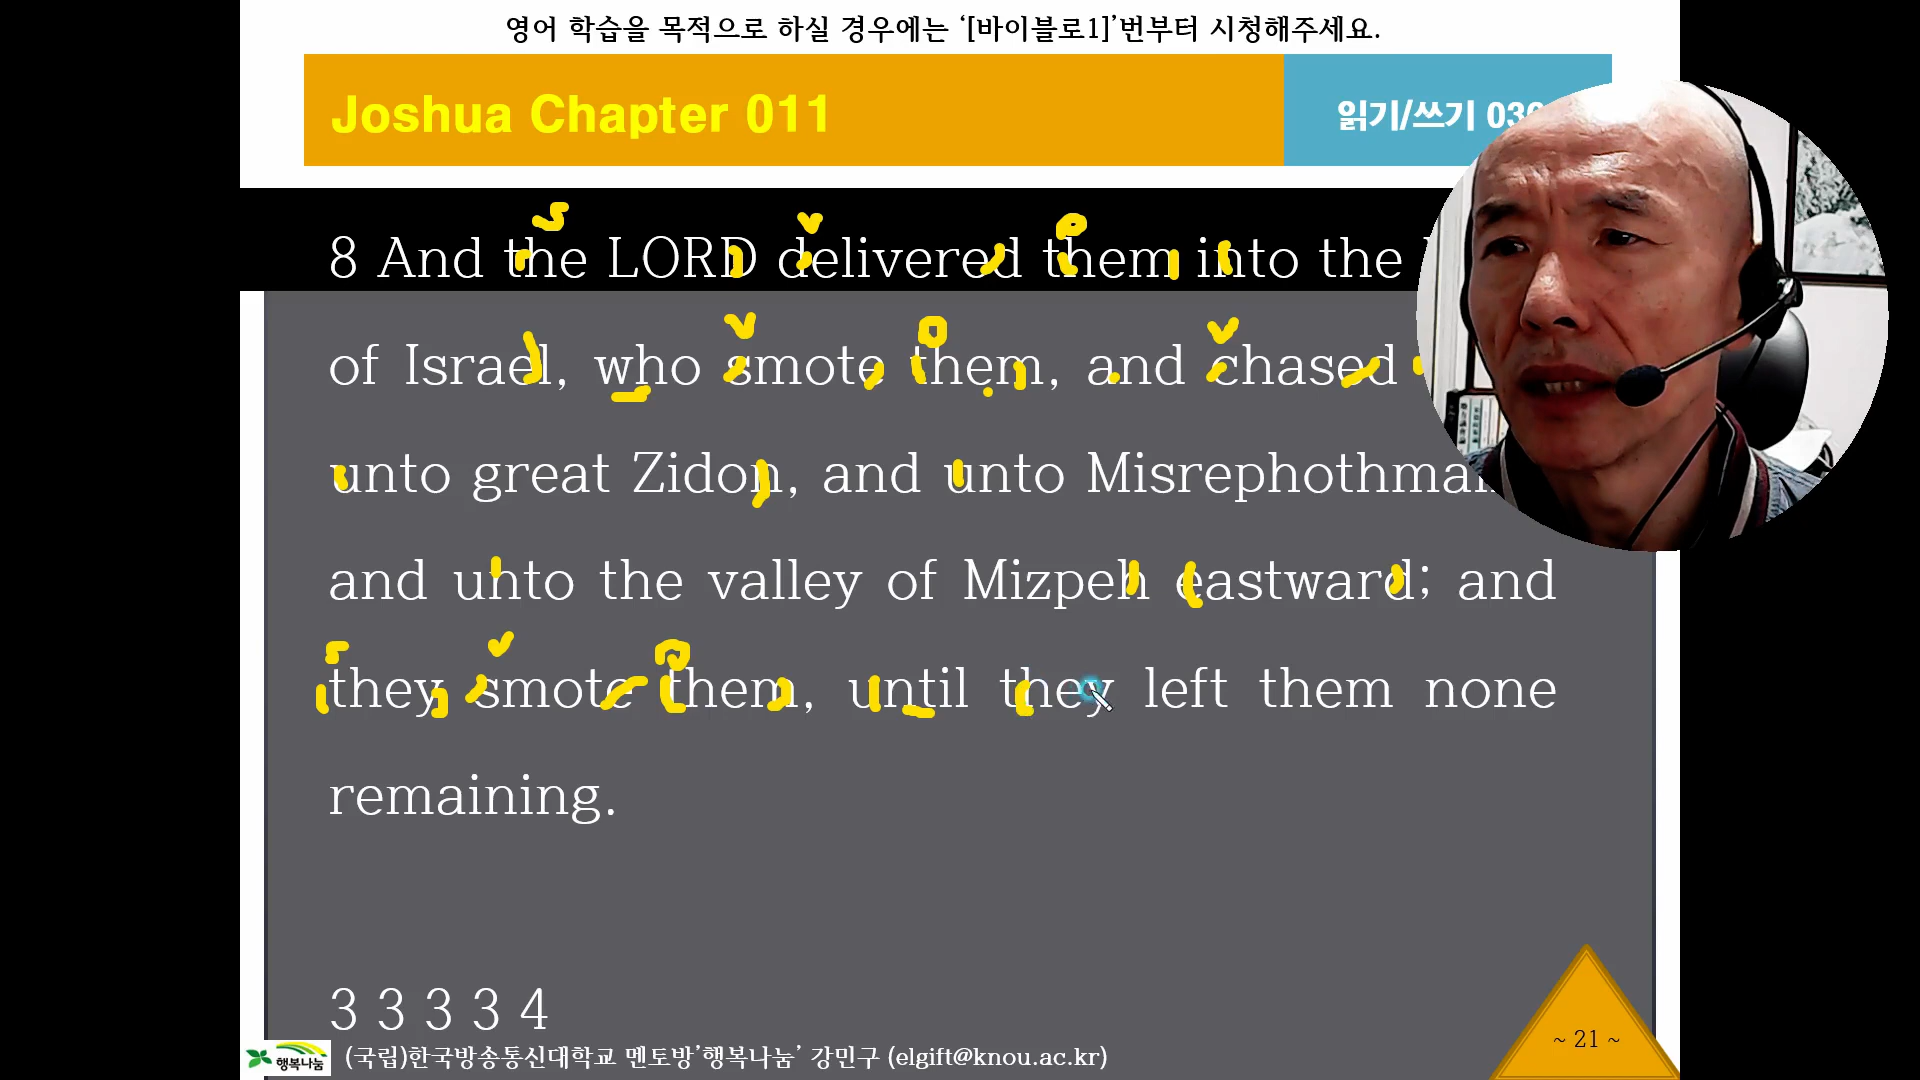 영어 학습을 목적으로 하실 경우에는 ‘[바이블로1]’번부터 시청해주세요.
Joshua Chapter 011
읽기/쓰기
8 And the LORD delivered them into the
of Israel, who smote them, and chased
unto great Zidon, and unto
and unto the valley of Mizpeh eastward; and
they smote them, until they left them none
remaining.
3 3 3 3 4
행복나눔
(국립)한국방송통신대학교 멘토방’행복나눔’ 강민구 (elgift@knou.ac.kr)
~ 21 ~